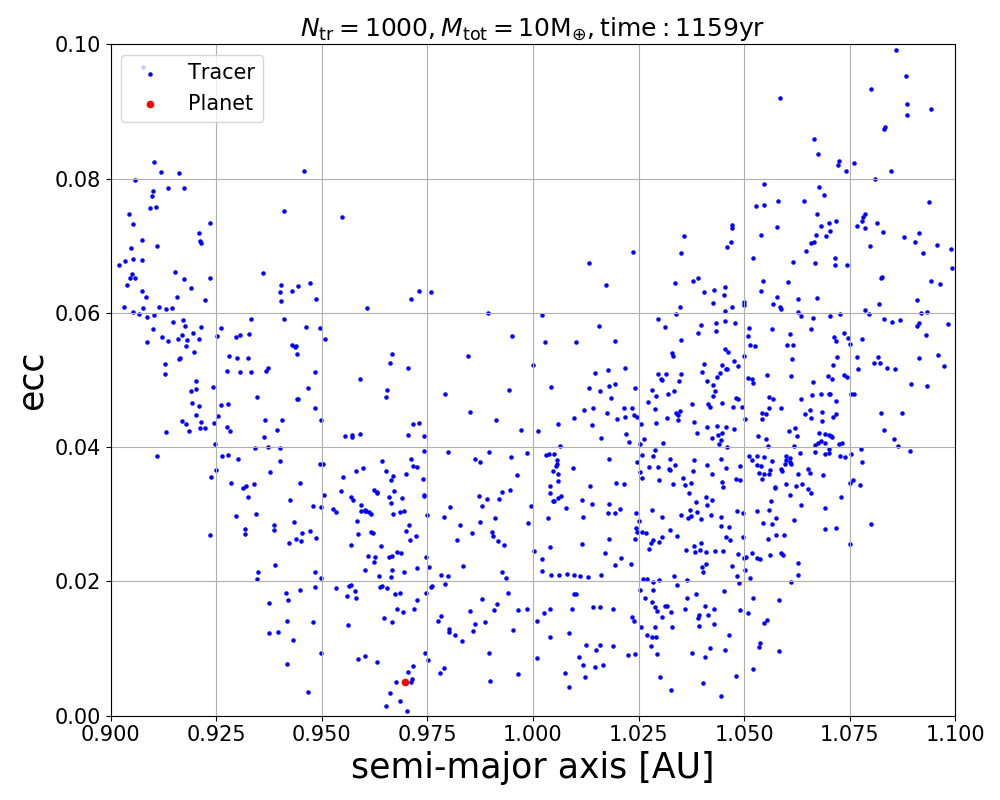 N_tr = 1000, M_tot = 10M_⊕, time : 1159yr
Tracer
Planet
0.10
0.08
0.06
0.04
0.02
0.00
ecc
0.900 0.925 0.950 0.975 1.000 1.025 1.050 1.075 1.100
semi-major axis [AU]